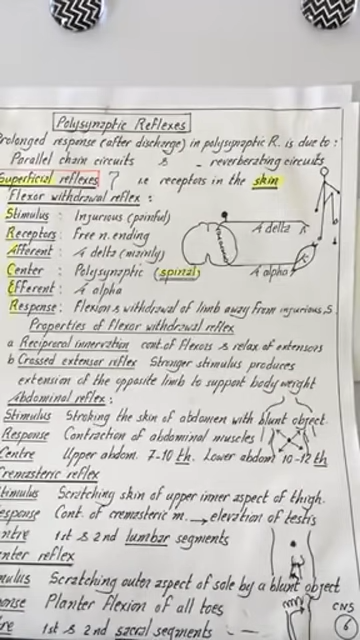 Polysynaptic Reflexes
Prolonged response (after discharge) in polysynaptic R. is due to:
Parallel chain circuits & - reverberating circuits
Superficial reflexes i.e receptors in the skin
Flexor withdrawal reflex :
Stimulus : Injurious (painful)
Receptors : Free n. ending
A delta
Afferent : A delta (mainly)
Center : Polysynaptic (spinal)
A alpha
Efferent : A alpha
Response : Flexion & withdrawal of limb away from injurious S.
Properties of flexor withdrawal reflex
a Reciprocal innervation cont. of flexors & relax of extensors
b Crossed extensor reflex Stronger stimulus produces
extension of the opposite limb to support body weight
Abdominal reflex :
Stimulus Stroking the skin of abdomen with blunt object
Response Contraction of abdominal muscles
Centre Upper abdom. 7-10 th. Lower abdom 10-12 th
Cremasteric reflex
Stimulus Scratching skin of upper inner aspect of thigh.
esponse Cont. of cremasteric m. → elevation of testis
ntre 1st & 2nd lumbar segments
nter reflex
mulus Scratching outer aspect of sole by a blunt object
ponse Planter flexion of all toes
CNS
re 1st & 2nd sacral segments
6